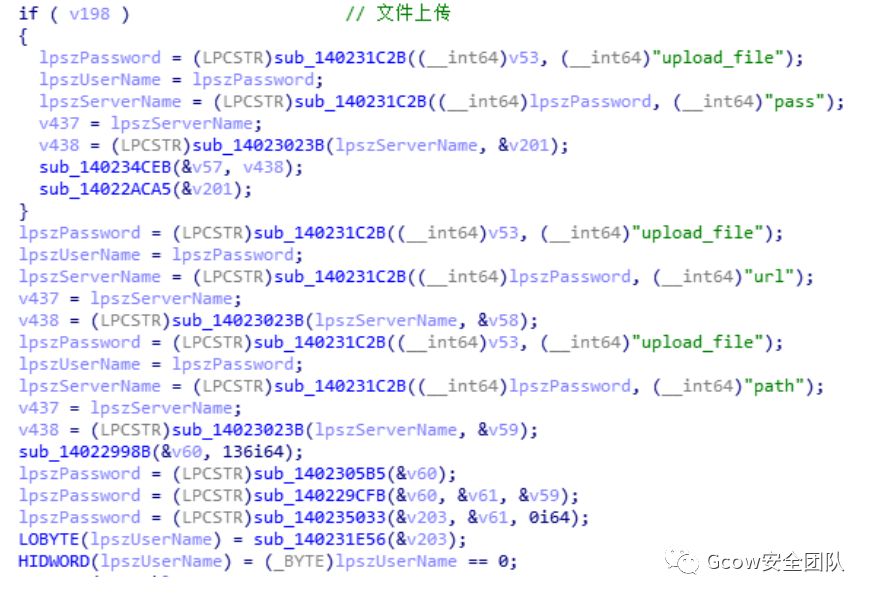 if ( v198 ) // 文件上传
{
lpszPassword = (LPCSTR)sub_140231C2B((__int64)v53, (__int64)"upload_file");
lpszUserName = lpszPassword;
lpszServerName = (LPCSTR)sub_140231C2B((__int64)lpszPassword, (__int64)"pass");
v437 = lpszServerName;
v438 = (LPCSTR)sub_14023023B(lpszServerName, &v201);
sub_140234CEB(&v57, v438);
sub_14022ACA5(&v201);
}
lpszPassword = (LPCSTR)sub_140231C2B((__int64)v53, (__int64)"upload_file");
lpszUserName = lpszPassword;
lpszServerName = (LPCSTR)sub_140231C2B((__int64)lpszPassword, (__int64)"url");
v437 = lpszServerName;
v438 = (LPCSTR)sub_14023023B(lpszServerName, &v58);
lpszPassword = (LPCSTR)sub_140231C2B((__int64)v53, (__int64)"upload_file");
lpszUserName = lpszPassword;
lpszServerName = (LPCSTR)sub_140231C2B((__int64)lpszPassword, (__int64)"path");
v437 = lpszServerName;
v438 = (LPCSTR)sub_14023023B(lpszServerName, &v59);
sub_14022998B(&v60, 136i64);
lpszPassword = (LPCSTR)sub_1402305B5(&v60);
lpszPassword = (LPCSTR)sub_140229CFB(&v60, &v61, &v59);
lpszPassword = (LPCSTR)sub_140235033(&v203, &v61, 0i64);
LOBYTE(lpszUserName) = sub_140231E56(&v203);
HIDWORD(lpszUserName) = (_BYTE)lpszUserName == 0;
Gcow安全团队